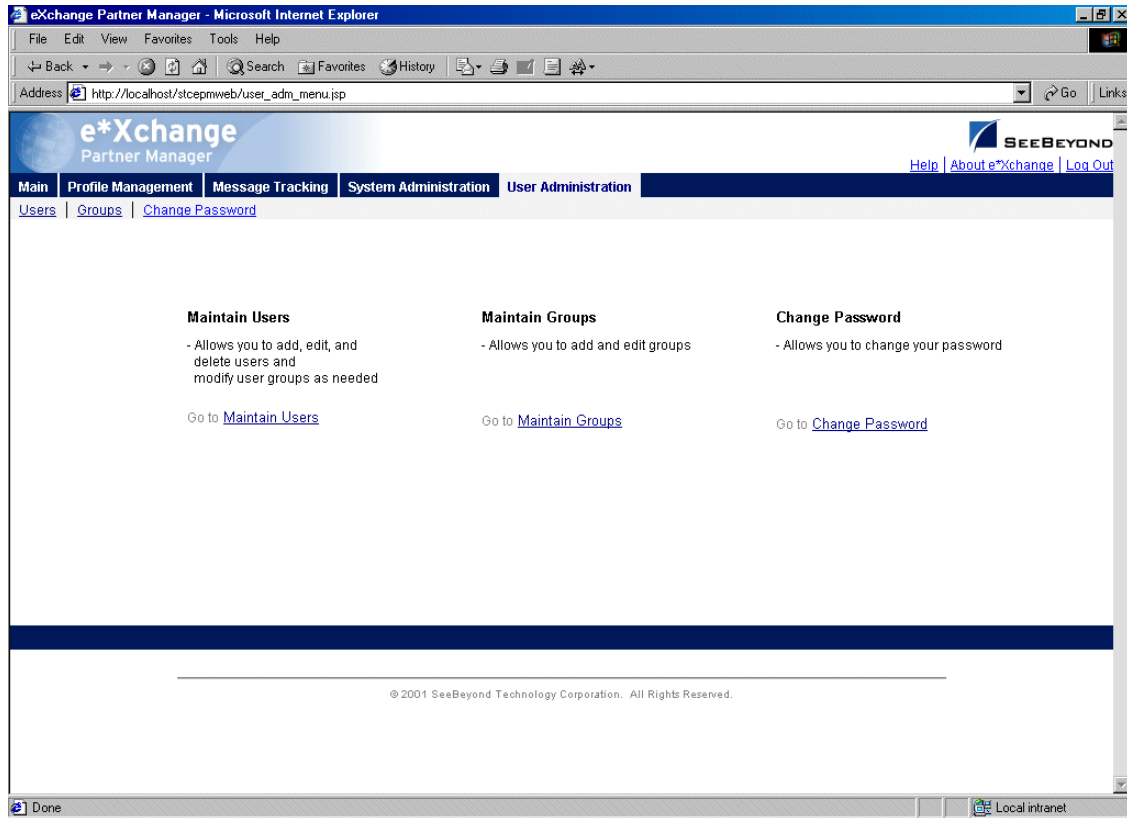 eXchange Partner Manager - Microsoft Internet Explorer
File Edit View Favorites Tools Help
Back Search Favorites History
Address http://localhost/stcepmweb/user_adm_menu.jsp Go Links
e*Xchange
Partner Manager
SEEBEYOND
Help | About e*Xchange | Log Out
Main Profile Management Message Tracking System Administration User Administration
Users | Groups | Change Password
Maintain Users Maintain Groups Change Password
- Allows you to add, edit, and - Allows you to add and edit groups - Allows you to change your password
delete users and
modify user groups as needed
Go to Maintain Users Go to Maintain Groups Go to Change Password
© 2001 SeeBeyond Technology Corporation. All Rights Reserved.
Done Local intranet